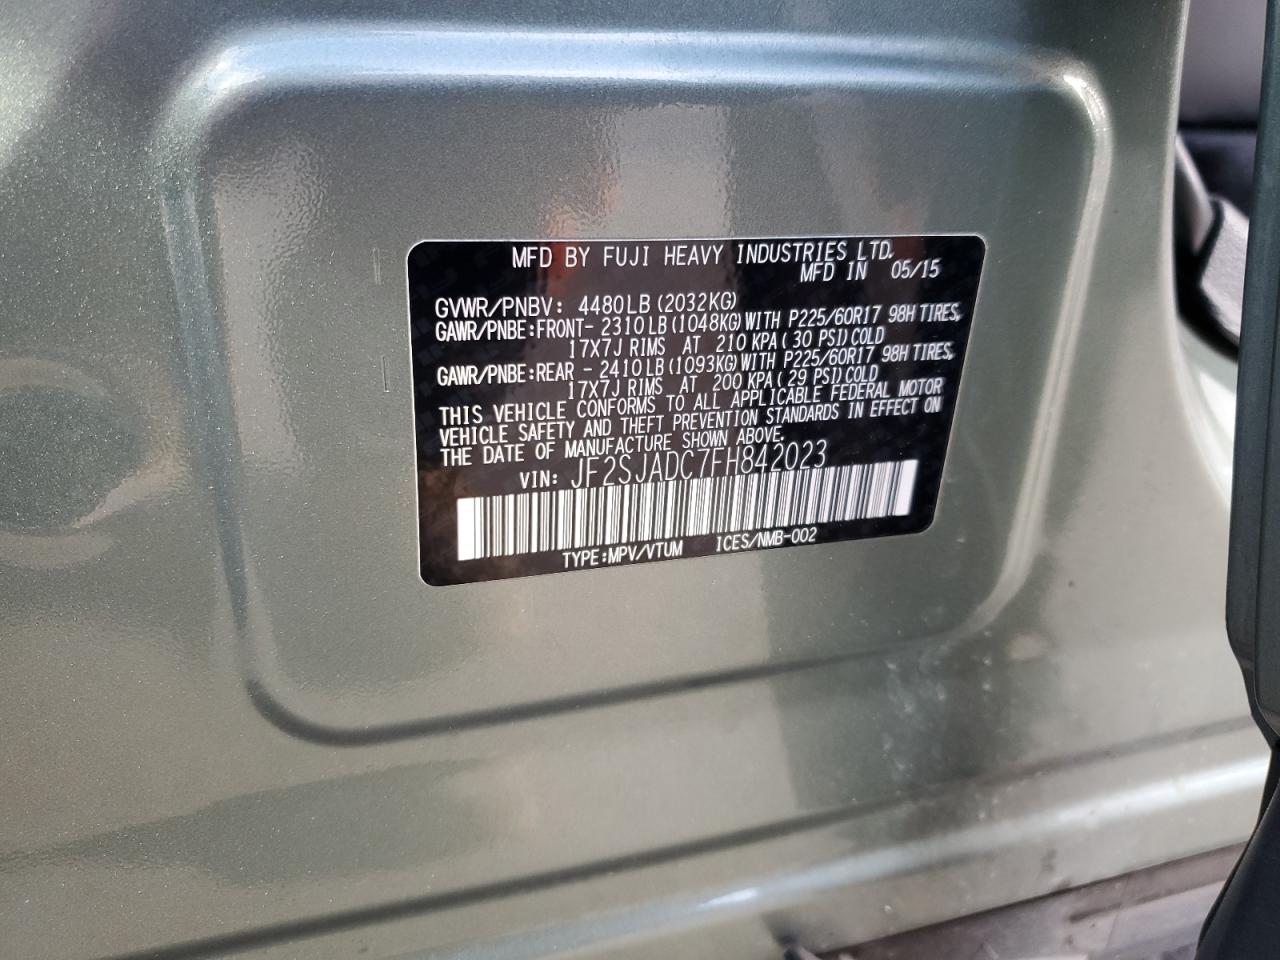 MFD BY FUJI HEAVY INDUSTRIES LTD.
MFD IN 05/15
GVWR/PNBV: 4480LB (2032KG)
GAWR/PNBE:FRONT- 2310LB (1048KG) WITH P225/60R17 98H TIRES,
17X7J RIMS AT 210 KPA ( 30 PSI) COLD
GAWR/PNBE:REAR - 2410LB (1093KG) WITH P225/60R17 98H TIRES,
17X7J RIMS AT 200 KPA ( 29 PSI) COLD
THIS VEHICLE CONFORMS TO ALL APPLICABLE FEDERAL MOTOR
VEHICLE SAFETY AND THEFT PREVENTION STANDARDS IN EFFECT ON
THE DATE OF MANUFACTURE SHOWN ABOVE.
VIN: JF2SJADC7FH842023
TYPE:MPV/VTUM ICES/NMB-002